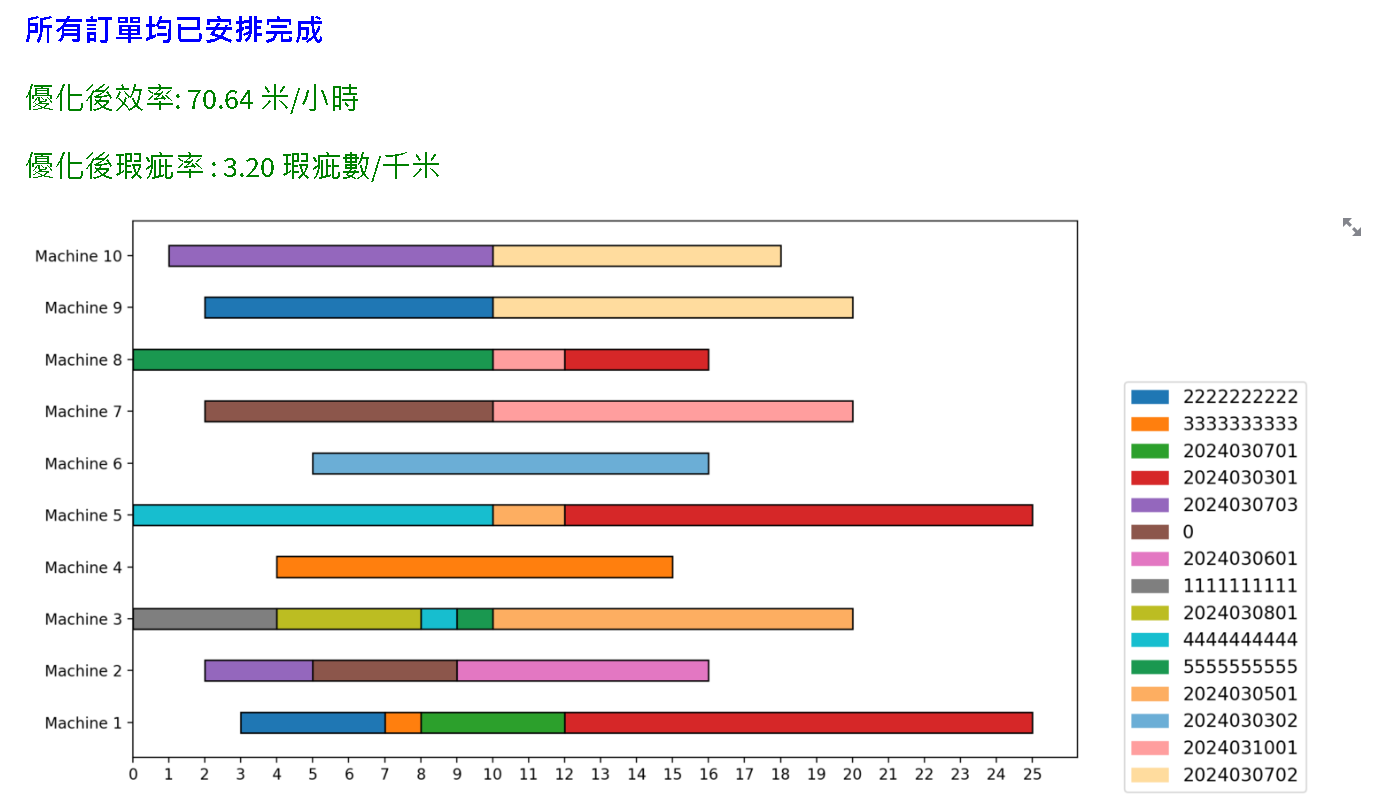 所有訂單均已安排完成
優化後效率: 70.64 米/小時
優化後瑕疵率 : 3.20 瑕疵數/千米
Machine 10
Machine 9
Machine 8
Machine 7
Machine 6
Machine 5
Machine 4
Machine 3
Machine 2
Machine 1
0 1 2 3 4 5 6 7 8 9 10 11 12 13 14 15 16 17 18 19 20 21 22 23 24 25
2222222222
3333333333
2024030701
2024030301
2024030703
0
2024030601
1111111111
2024030801
4444444444
5555555555
2024030501
2024030302
2024031001
2024030702